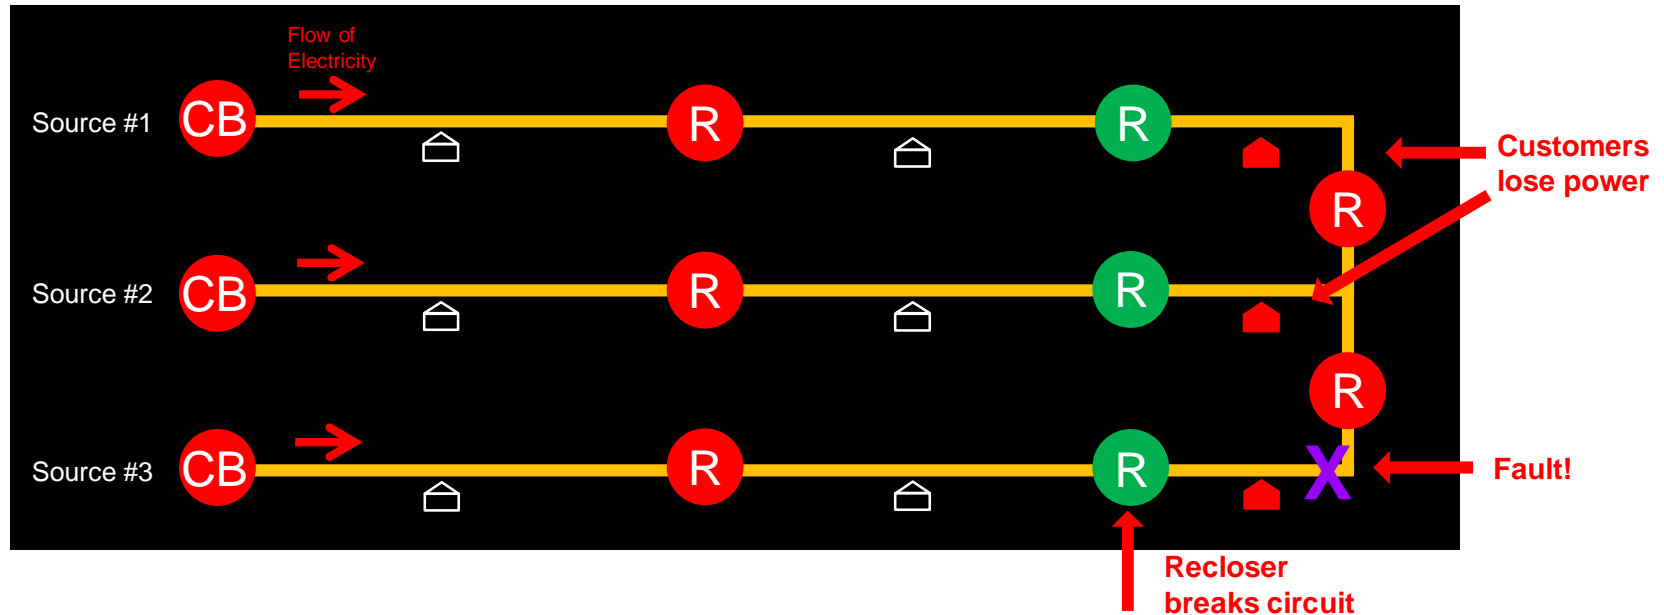 Flow of
Electricity
Source #1
CB
R
R
Customers
lose power
R
Source #2
CB
R
R
R
Source #3
CB
R
R
X
Fault!
Recloser
breaks circuit